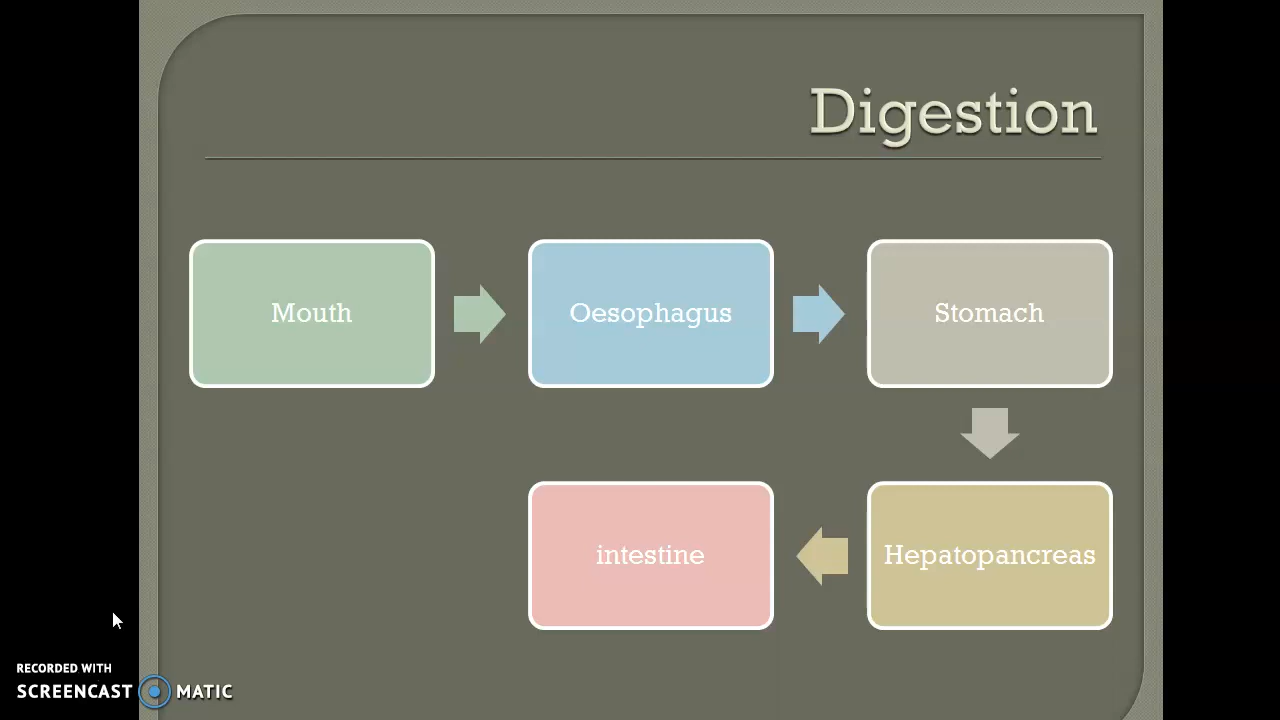 Digestion
Mouth
Oesophagus
Stomach
Hepatopancreas
intestine
RECORDED WITH
SCREENCAST MATIC